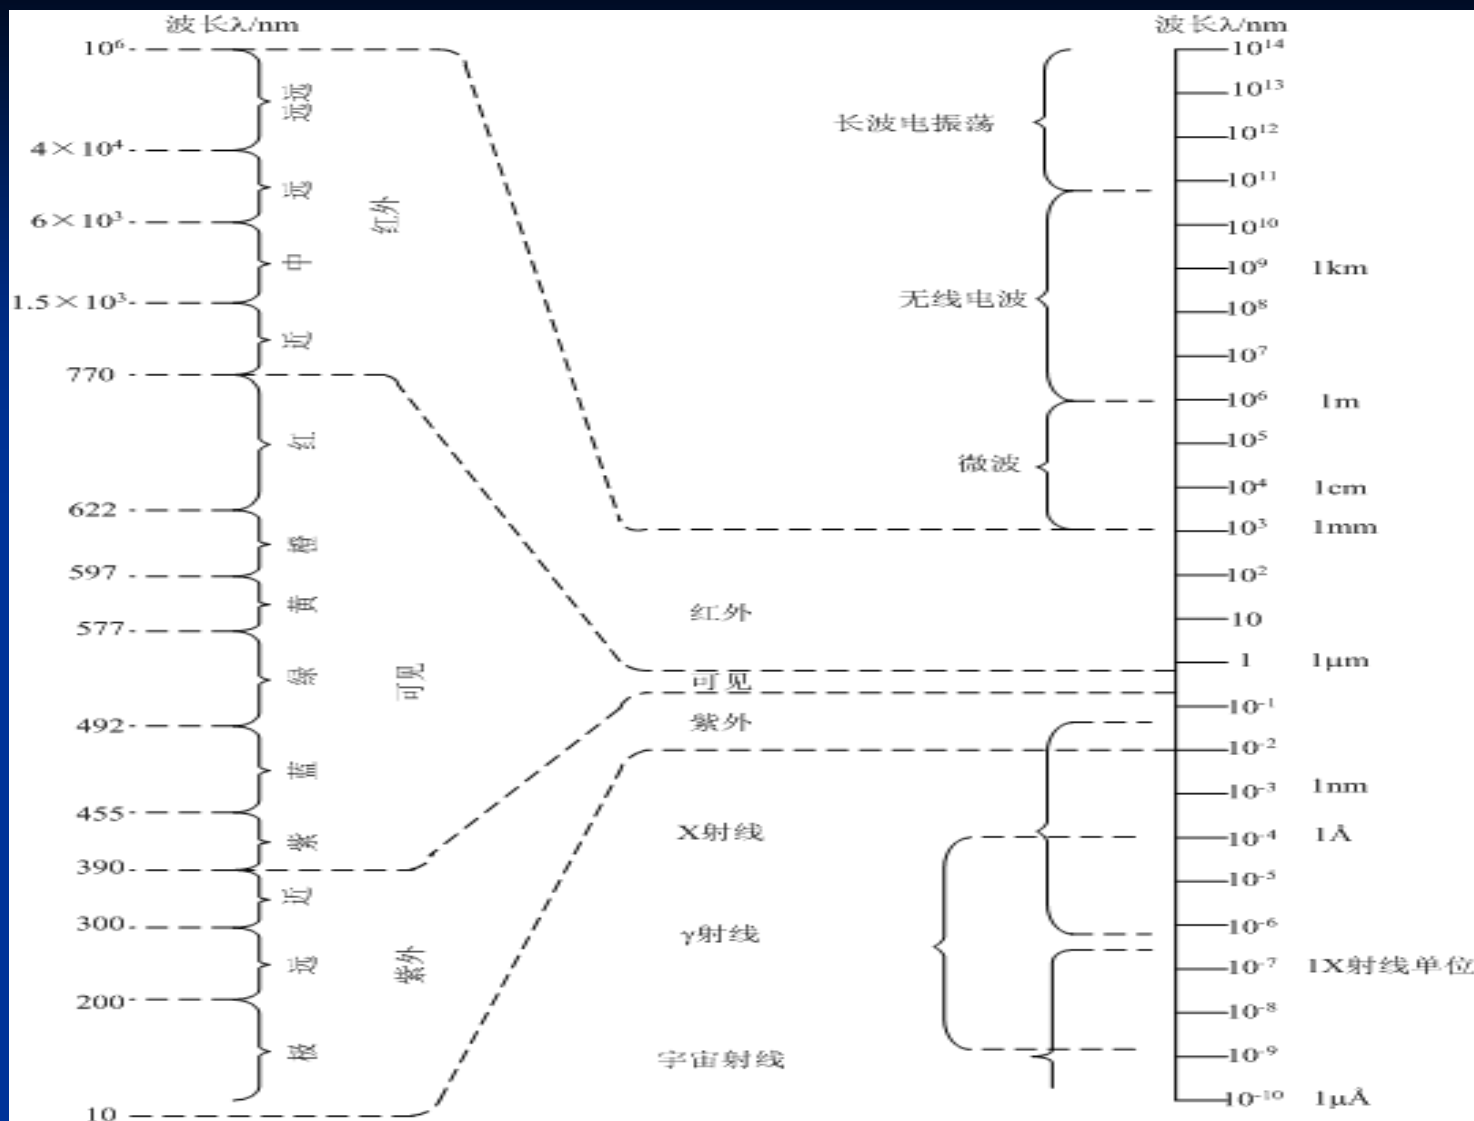 波长λ/nm
10⁶
远远
4×10⁴
远
6×10³
中
1.5×10³
近
770
红
622
橙
597
黄
577
绿
492
蓝
455
紫
390
近
300
远
200
极
10
红外
可见
紫外
长波电振荡
无线电波
微波
红外
可见
紫外
X射线
γ射线
宇宙射线
波长λ/nm
10¹⁴
10¹³
10¹²
10¹¹
10¹⁰
10⁹ 1km
10⁸
10⁷
10⁶ 1m
10⁵
10⁴ 1cm
10³ 1mm
10²
10
1 1μm
10⁻¹
10⁻²
10⁻³ 1nm
10⁻⁴ 1Å
10⁻⁵
10⁻⁶
10⁻⁷ 1X射线单位
10⁻⁸
10⁻⁹
10⁻¹⁰ 1μÅ